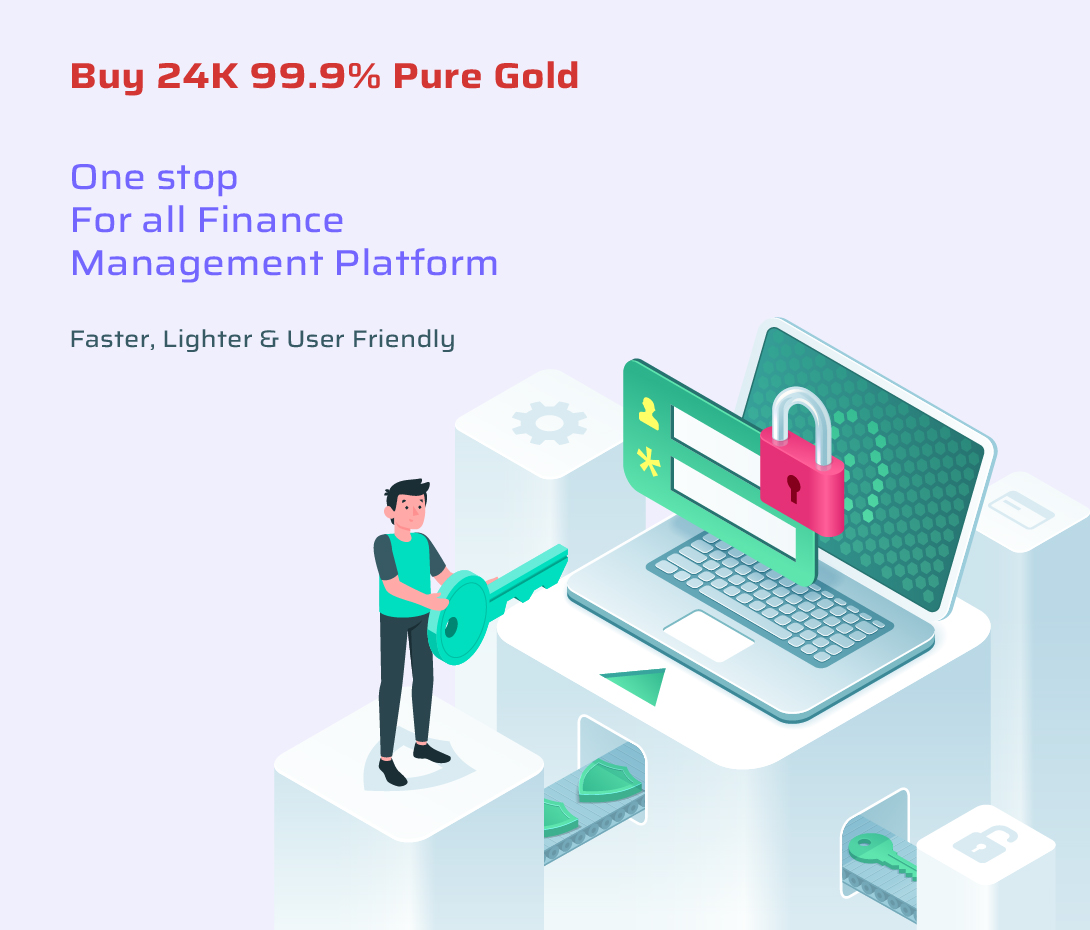 Buy 24K 99.9% Pure Gold
One stop
For all Finance
Management Platform
Faster, Lighter & User Friendly